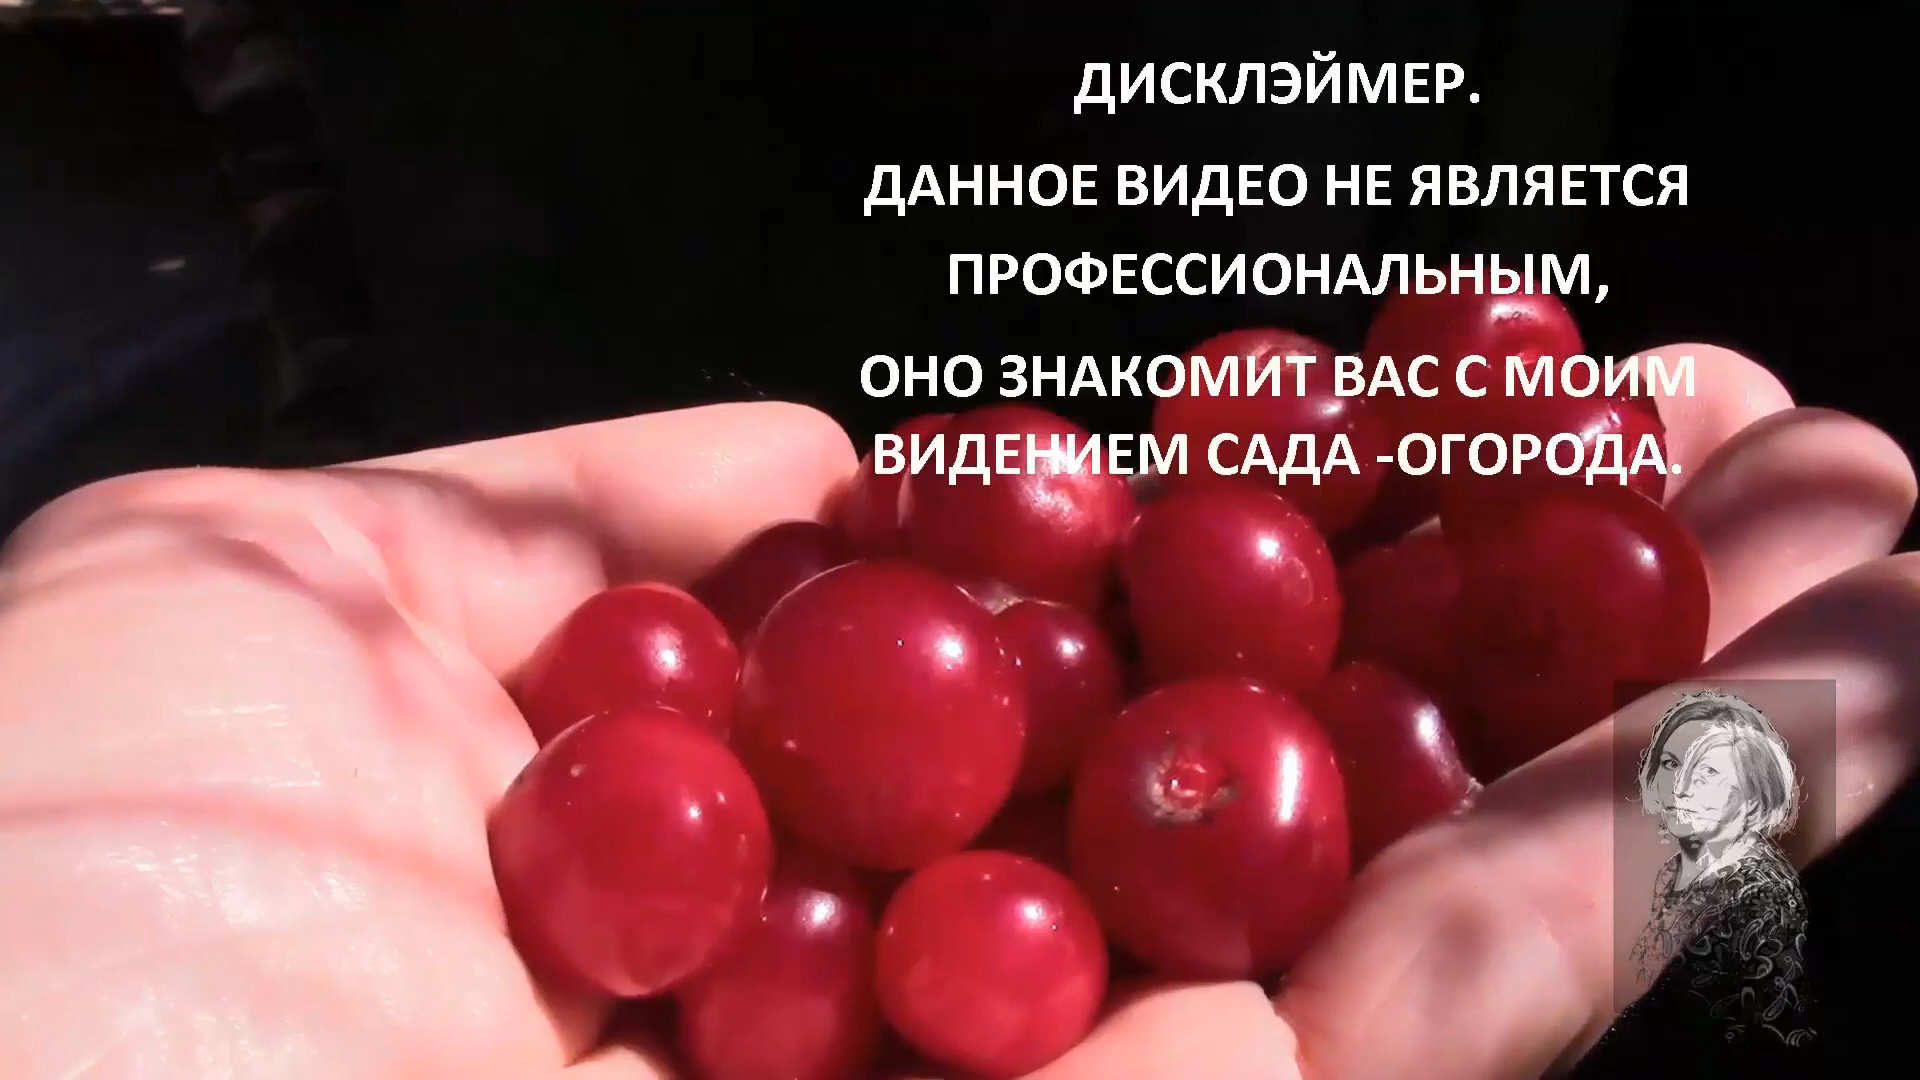 ДИСКЛЭЙМЕР.
ДАННОЕ ВИДЕО НЕ ЯВЛЯЕТСЯ
ПРОФЕССИОНАЛЬНЫМ,
ОНО ЗНАКОМИТ ВАС С МОИМ
ВИДЕНИЕМ САДА -ОГОРОДА.